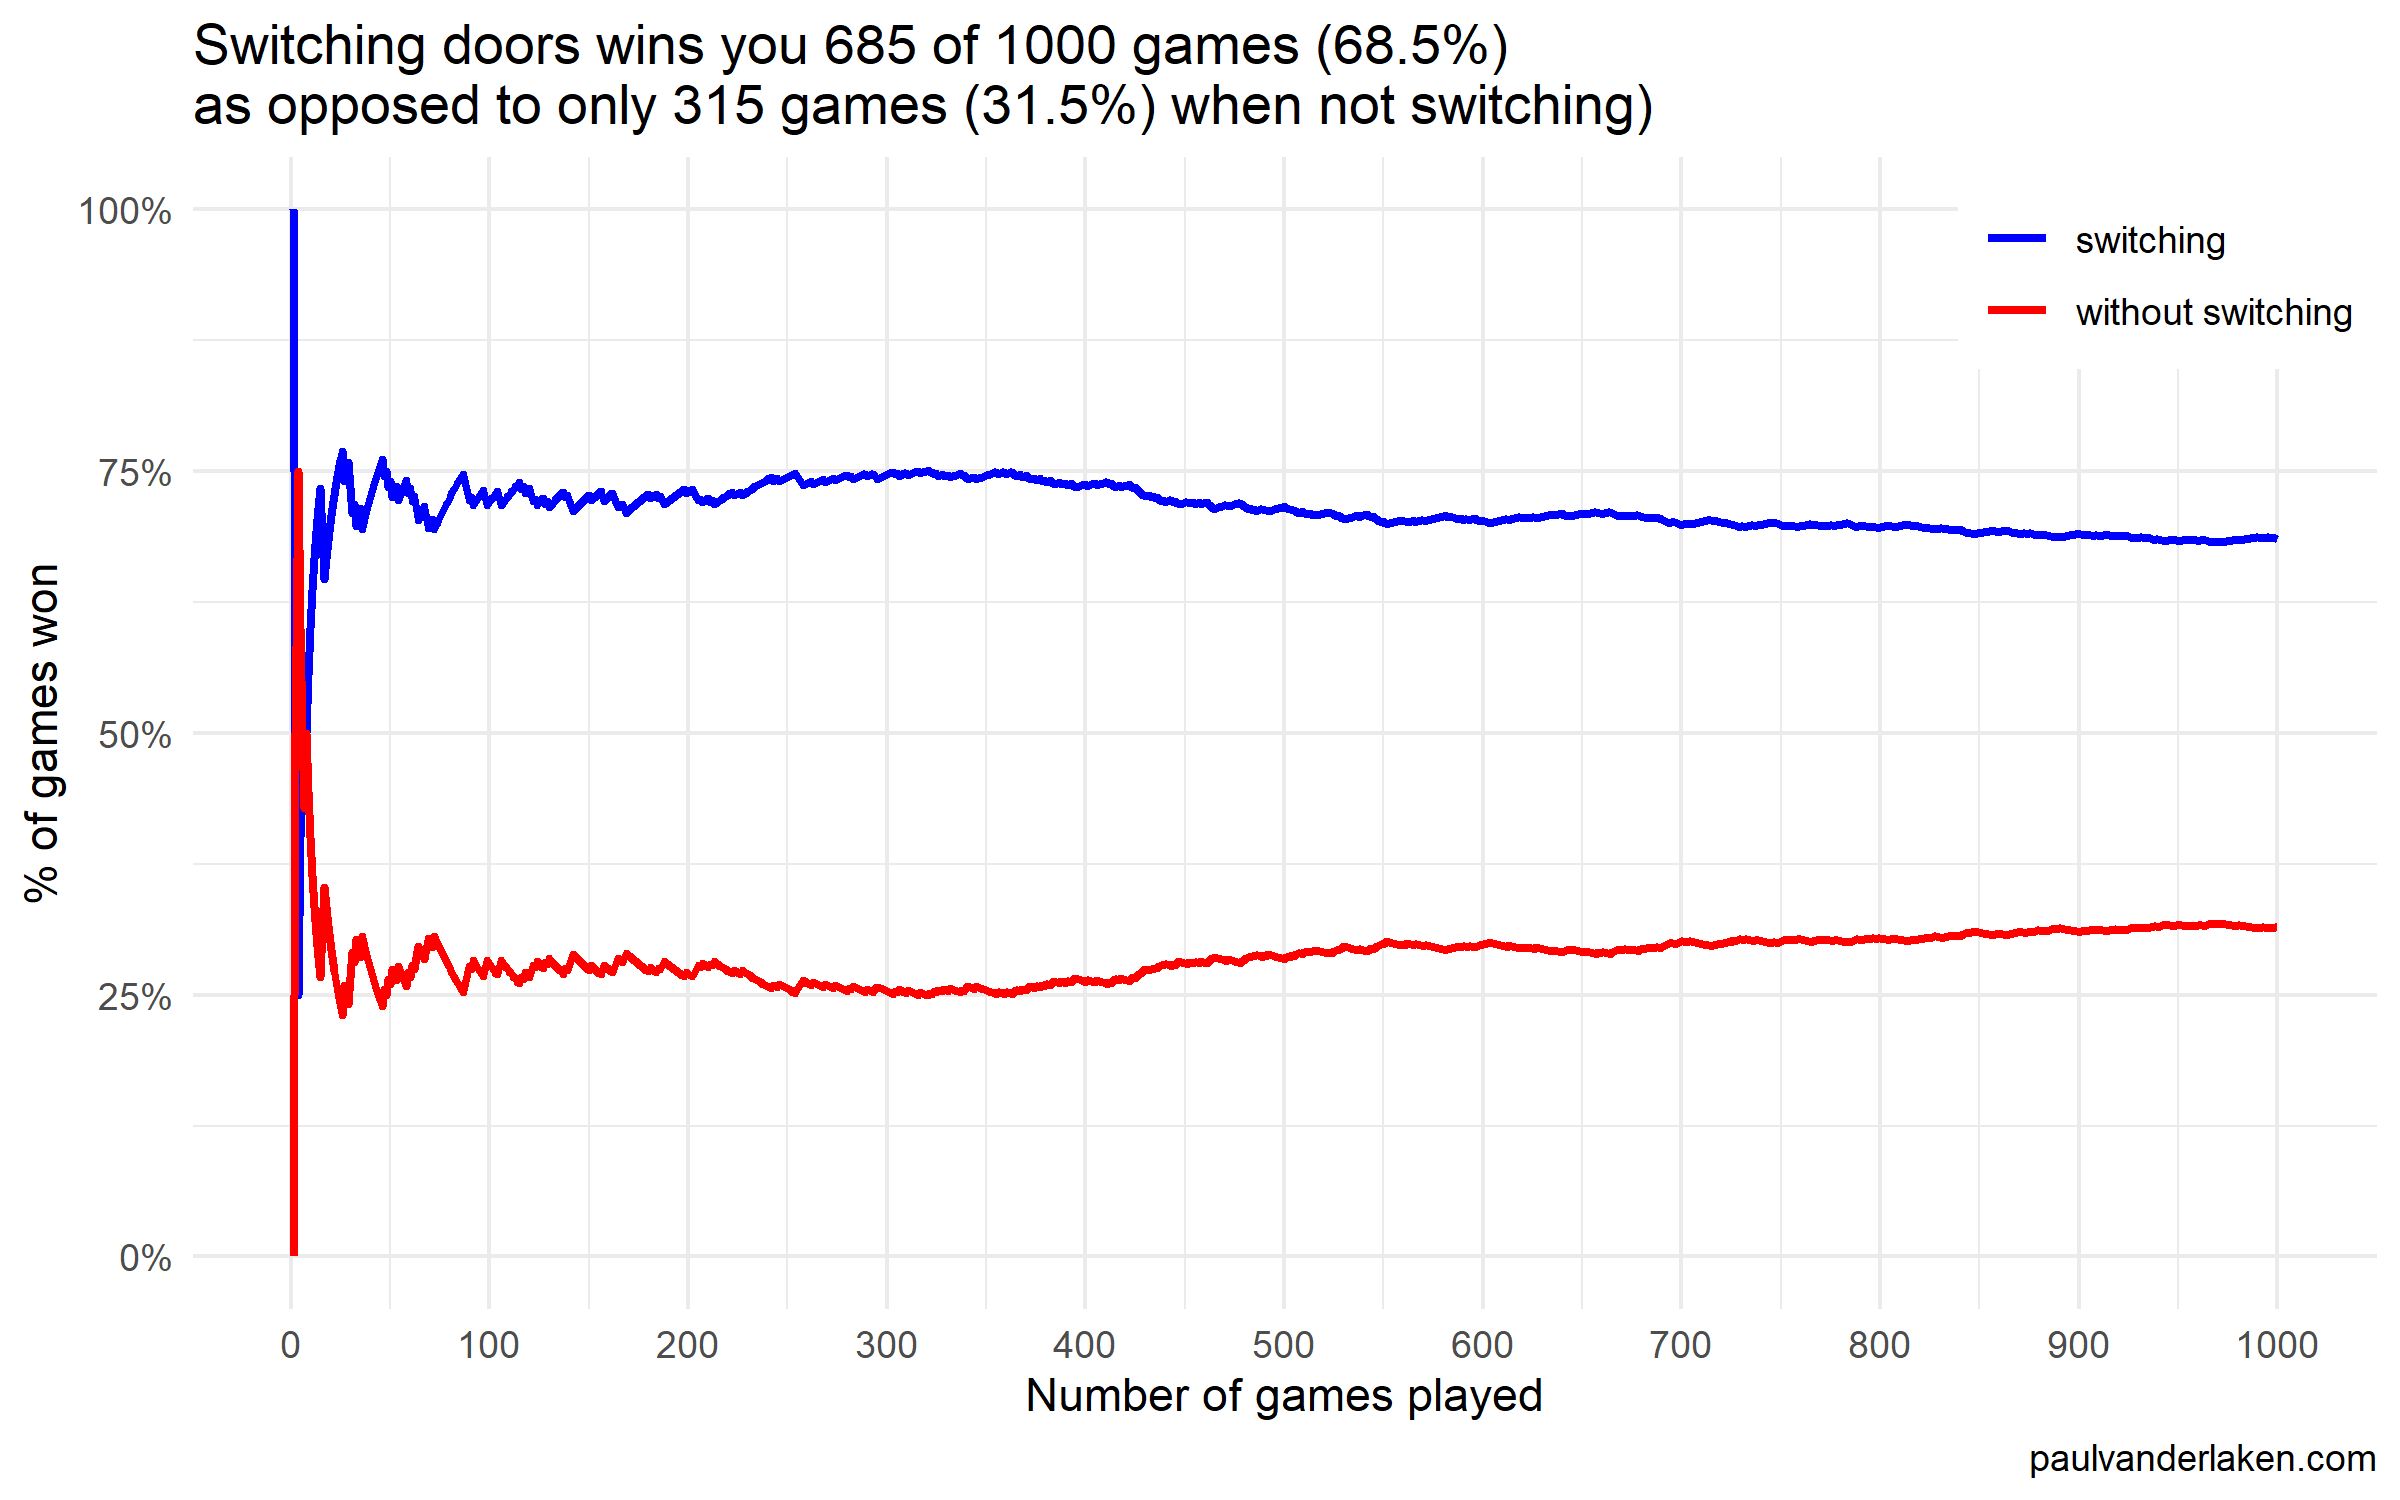 Switching doors wins you 685 of 1000 games (68.5%)
as opposed to only 315 games (31.5%) when not switching)
switching
without switching
% of games won
100%
75%
50%
25%
0%
0 100 200 300 400 500 600 700 800 900 1000
Number of games played
paulvanderlaken.com